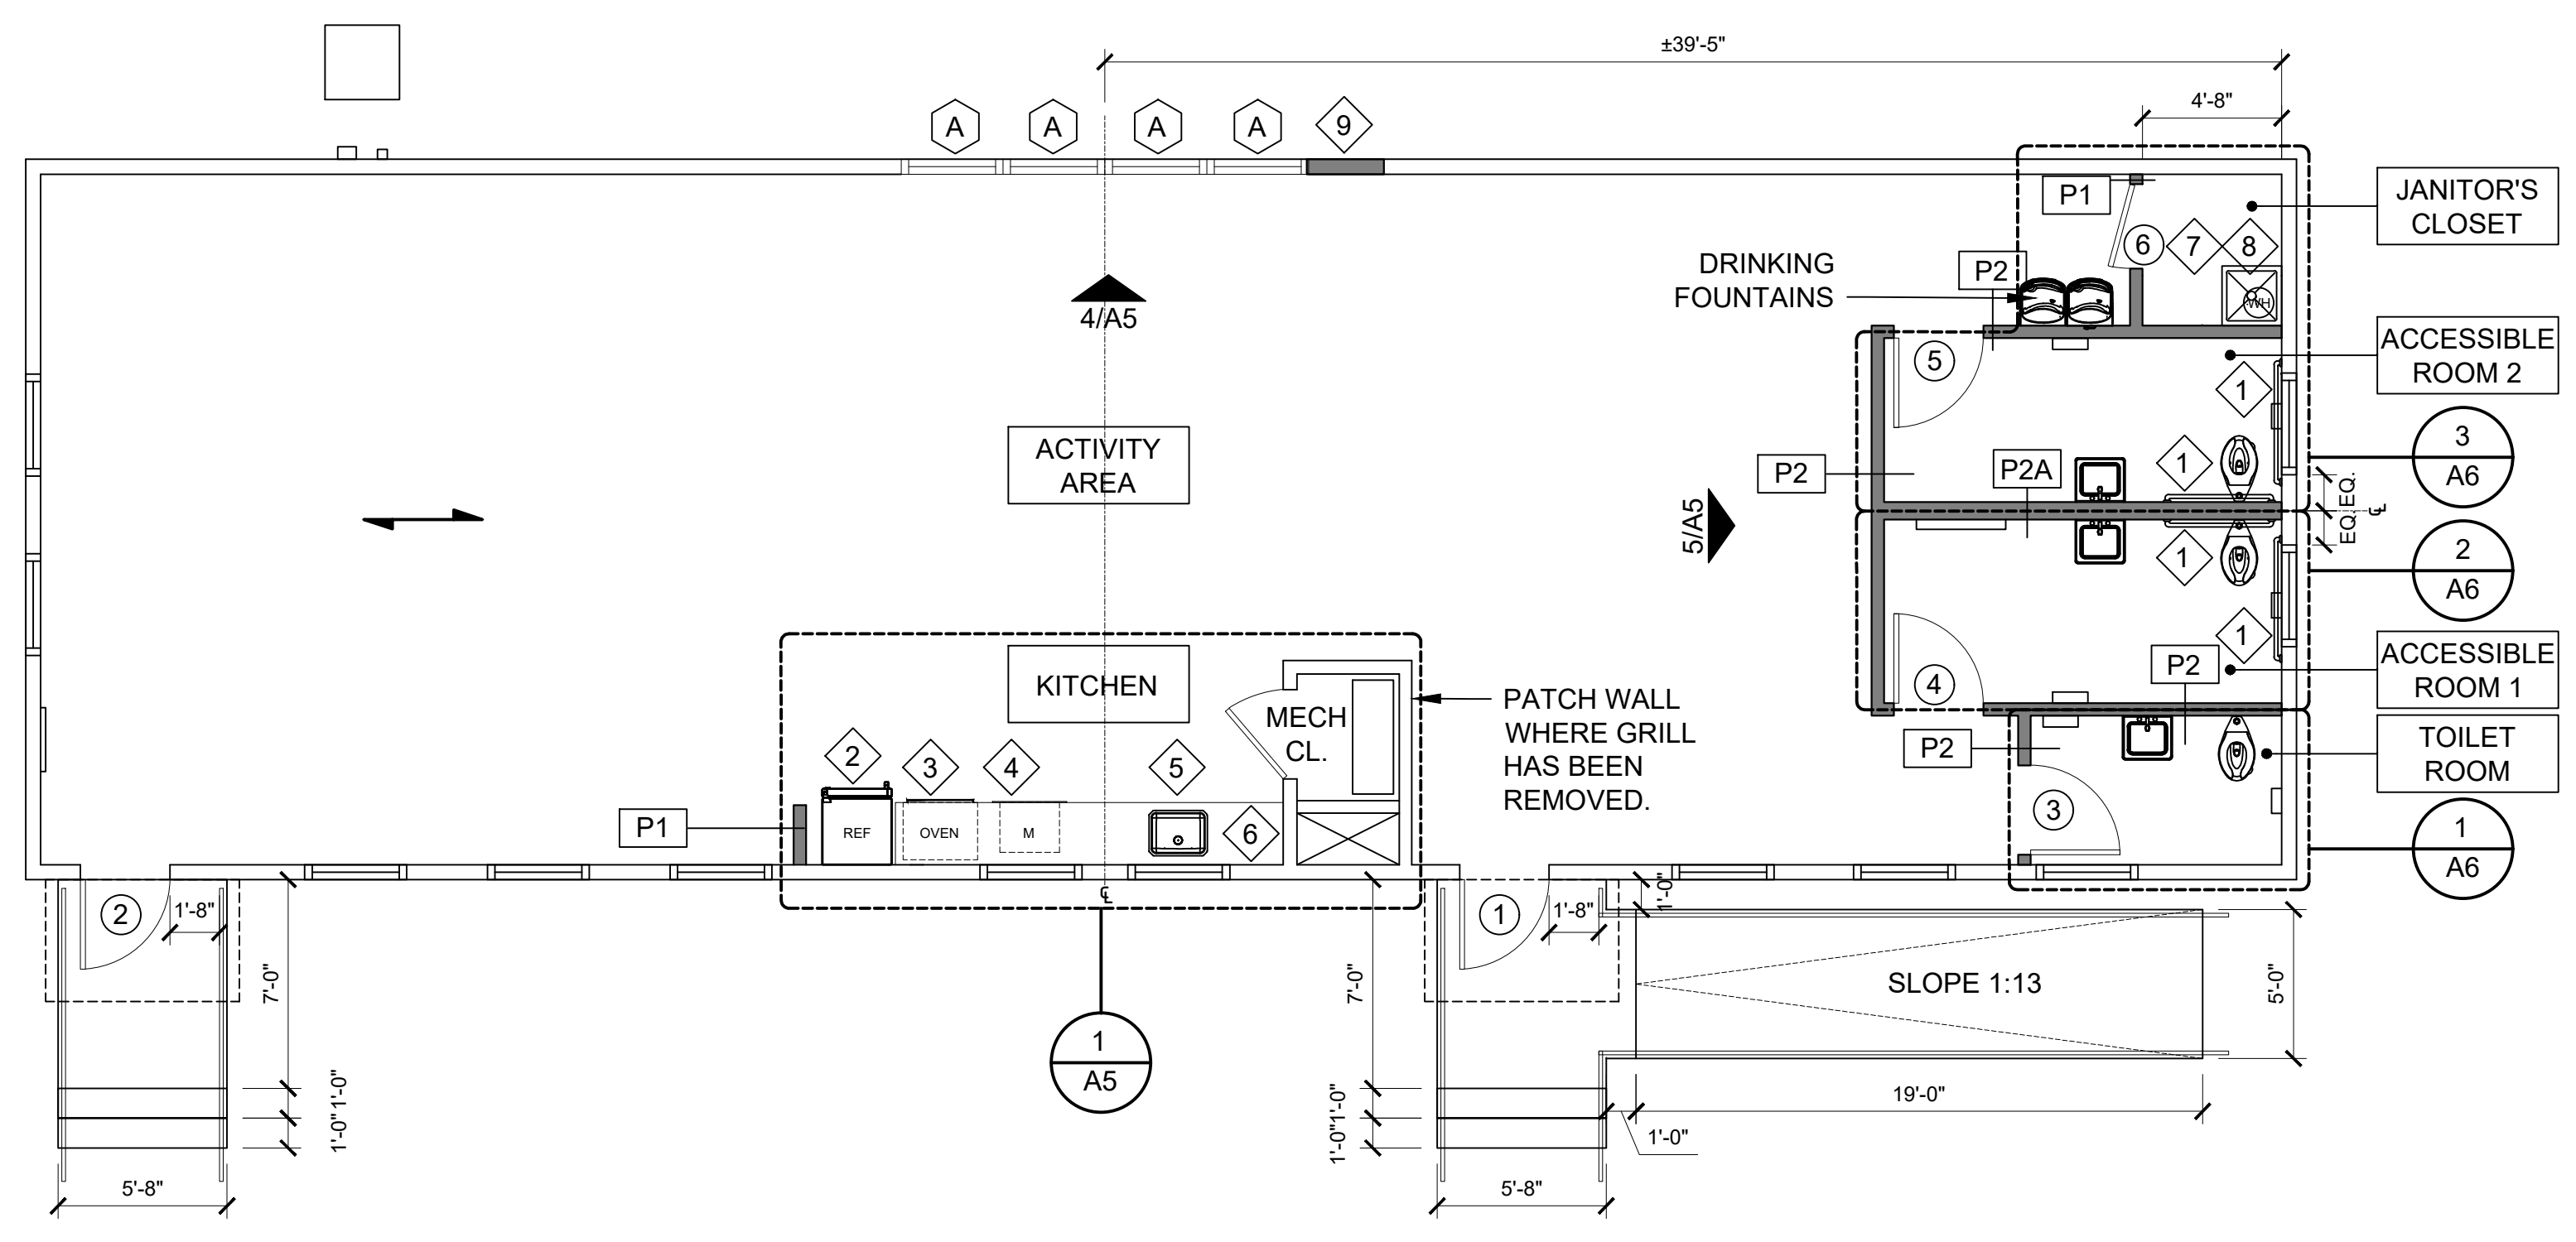 ±39'-5"
4'-8"
A
A
A
A
9
P1
JANITOR'S
CLOSET
6
7
8
P2
DRINKING
FOUNTAINS
WH
4/A5
ACCESSIBLE
ROOM 2
5
1
3
A6
ACTIVITY
AREA
P2
P2A
1
EQ.
EQ.
℄
5/A5
1
2
A6
1
ACCESSIBLE
ROOM 1
4
P2
KITCHEN
MECH
CL.
PATCH WALL
WHERE GRILL
HAS BEEN
REMOVED.
P2
TOILET
ROOM
2
3
4
5
6
P1
REF
OVEN
M
3
1
A6
℄
2
1'-8"
1
1'-8"
1'-0"
7'-0"
7'-0"
SLOPE 1:13
5'-0"
1
A5
1'-0"
1'-0"
1'-0"
1'-0"
19'-0"
1'-0"
5'-8"
5'-8"